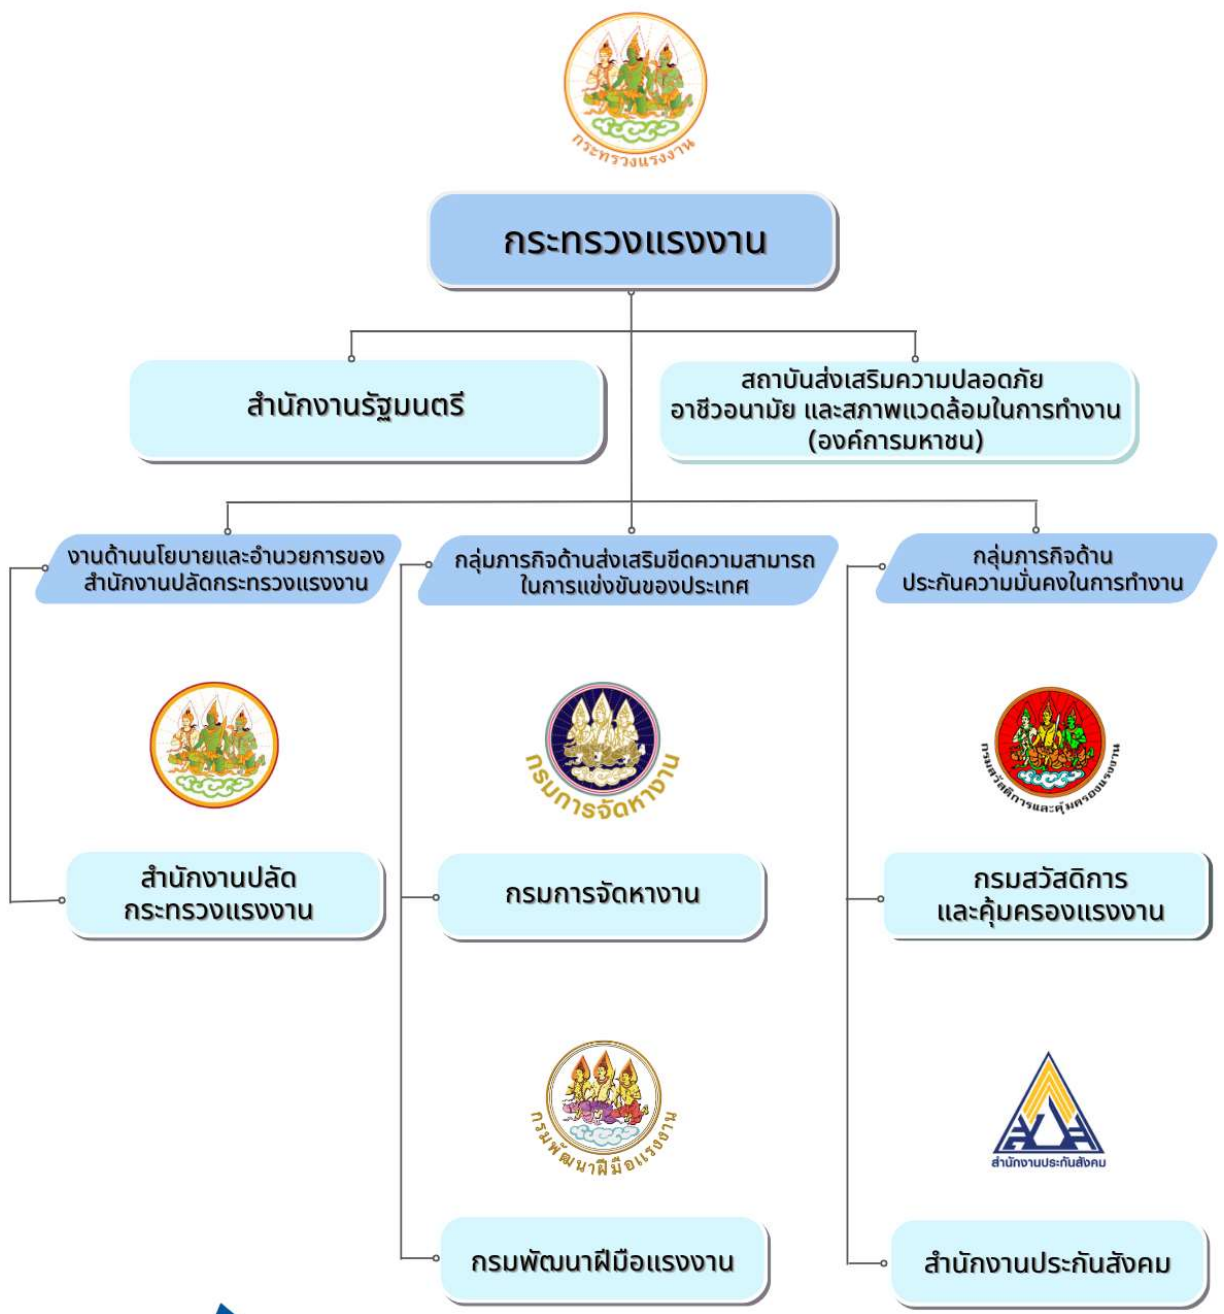 กระทรวงแรงงาน
กระทรวงแรงงาน
สำนักงานรัฐมนตรี
สถาบันส่งเสริมความปลอดภัย
อาชีวอนามัย และสภาพแวดล้อมในการทำงาน
(องค์การมหาชน)
งานด้านนโยบายและอำนวยการของ
สำนักงานปลัดกระทรวงแรงงาน
กลุ่มภารกิจด้านส่งเสริมขีดความสามารถ
ในการแข่งขันของประเทศ
กลุ่มภารกิจด้าน
ประกันความมั่นคงในการทำงาน
กรมการจัดหางาน
กรมสวัสดิการและคุ้มครองแรงงาน
สำนักงานปลัด
กระทรวงแรงงาน
กรมการจัดหางาน
กรมสวัสดิการ
และคุ้มครองแรงงาน
กรมพัฒนาฝีมือแรงงาน
สปส
สำนักงานประกันสังคม
กรมพัฒนาฝีมือแรงงาน
สำนักงานประกันสังคม